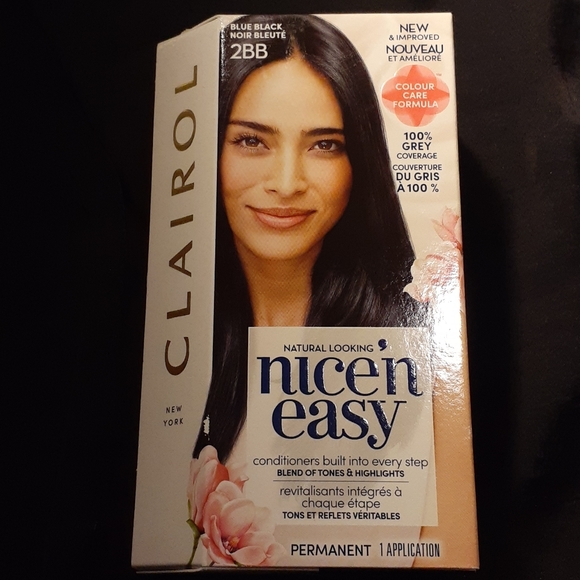 BLUE BLACK
NOIR BLEUTÉ
2BB
NEW
& IMPROVED
NOUVEAU
ET AMÉLIORÉ
COLOUR
CARE
FORMULA
100%
GREY
COVERAGE
COUVERTURE
DU GRIS
À 100 %
CLAIROL
NEW
YORK
NATURAL LOOKING
nice'n
easy
conditioners built into every step
BLEND OF TONES & HIGHLIGHTS
revitalisants intégrés à
chaque étape
TONS ET REFLETS VÉRITABLES
PERMANENT 1 APPLICATION